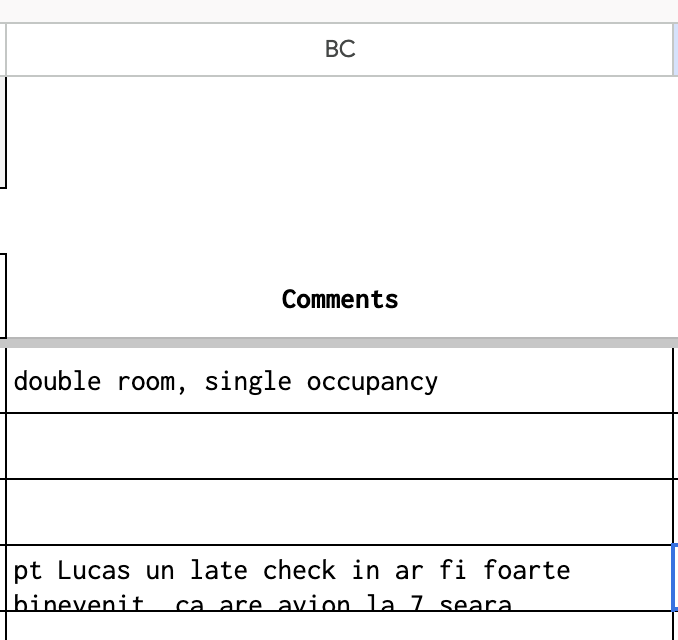 BC
Comments
double room, single occupancy
pt Lucas un late check in ar fi foarte
binevenit, ca are avion la 7 seara